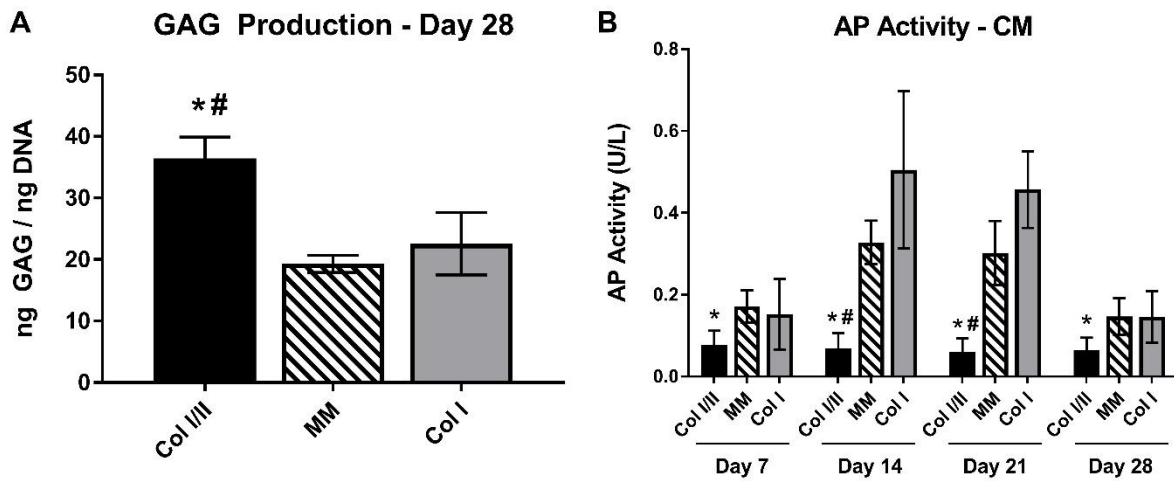 A
GAG Production - Day 28
ng GAG / ng DNA
50
40
30
20
10
0
*#
Col I/II
MM
Col I
B
AP Activity - CM
AP Activity (U/L)
0.8
0.6
0.4
0.2
0.0
*
*#
*#
*
Col I/II
MM
Col I
Col I/II
MM
Col I
Col I/II
MM
Col I
Col I/II
MM
Col I
Day 7
Day 14
Day 21
Day 28